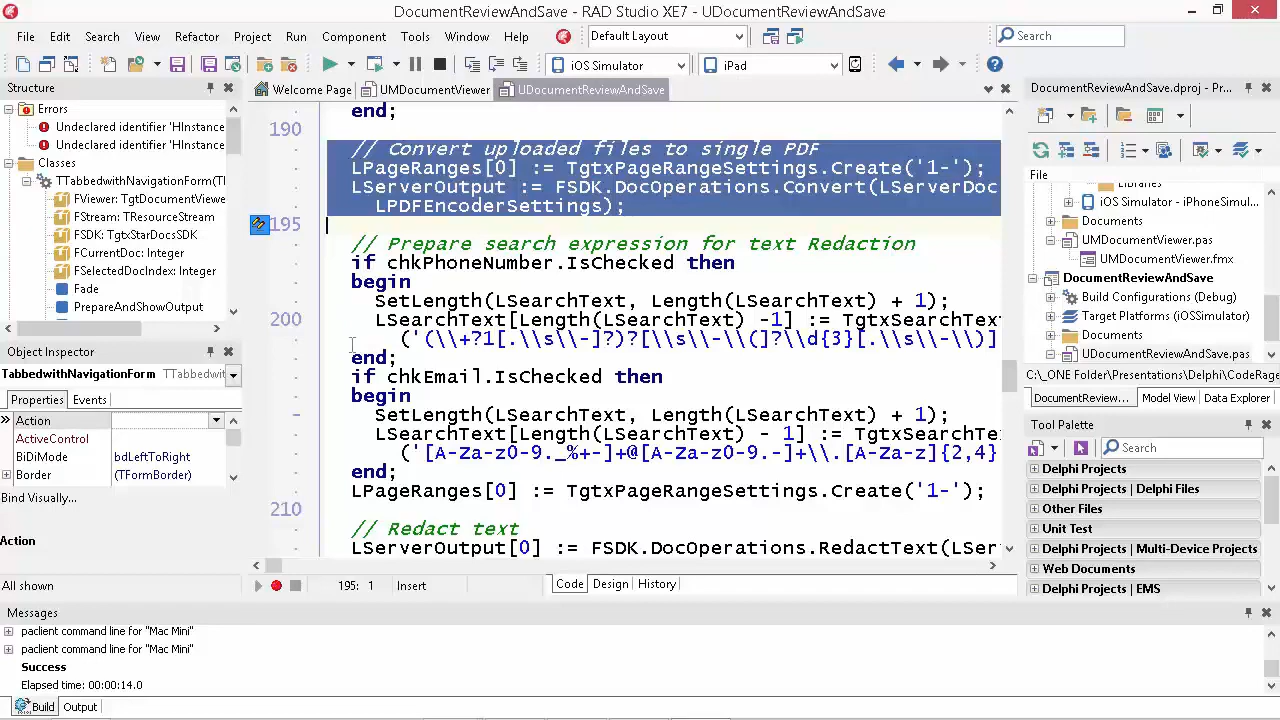 DocumentReviewAndSave - RAD Studio XE7 - UDocumentReviewAndSave
File Edit Search View Refactor Project Run Component Tools Window Help
Default Layout
Search
iOS Simulator
iPad
Structure
Errors
Undeclared identifier 'HInstance
Undeclared identifier 'HInstance
Classes
TTabbedwithNavigationForm(T
FViewer: TgtDocumentViewe
FStream: TResourceStream
FSDK: TgtxStarDocsSDK
FCurrentDoc: Integer
FSelectedDocIndex: Integer
Fade
PrepareAndShowOutput
Object Inspector
TabbedwithNavigationForm TTabbedwi
Properties Events
Action
ActiveControl
BiDiMode bdLeftToRight
Border (TFormBorder)
Bind Visually...
Action
All shown
Welcome Page UMDocumentViewer UDocumentReviewAndSave
end;
190
// Convert uploaded files to single PDF
LPageRanges[0] := TgtxPageRangeSettings.Create('1-');
LServerOutput := FSDK.DocOperations.Convert(LServerDoc
LPDFEncoderSettings);
195
// Prepare search expression for text Redaction
if chkPhoneNumber.IsChecked then
begin
SetLength(LSearchText, Length(LSearchText) + 1);
200 LSearchText[Length(LSearchText) -1] := TgtxSearchTex
('(\\+?1[.\\s\\-]?)?[\\s\\-\\(]?\\d{3}[.\\s\\-\\)]
end;
if chkEmail.IsChecked then
begin
SetLength(LSearchText, Length(LSearchText) + 1);
LSearchText[Length(LSearchText) - 1] := TgtxSearchTex
('[A-Za-z0-9._%+-]+@[A-Za-z0-9.-]+\\.[A-Za-z]{2,4}
end;
LPageRanges[0] := TgtxPageRangeSettings.Create('1-');
210
// Redact text
LServerOutput[0] := FSDK.DocOperations.RedactText(LSer
195: 1 Insert
Code Design History
DocumentReviewAndSave.dproj - Pr...
File
Libraries
iOS Simulator - iPhoneSimu...
Documents
UMDocumentViewer.pas
UMDocumentViewer.fmx
DocumentReviewAndSave
Build Configurations (Debug)
Target Platforms (iOSSimulator)
Documents
UDocumentReviewAndSave.pas
C:\_ONE Folder\Presentations\Delphi\CodeRage
DocumentReview... Model View Data Explorer
Tool Palette
Search
Delphi Projects
Delphi Projects | Delphi Files
Other Files
Unit Test
Delphi Projects | Multi-Device Projects
Web Documents
Delphi Projects | EMS
Messages
paclient command line for "Mac Mini"
paclient command line for "Mac Mini"
Success
Elapsed time: 00:00:14.0
Build Output